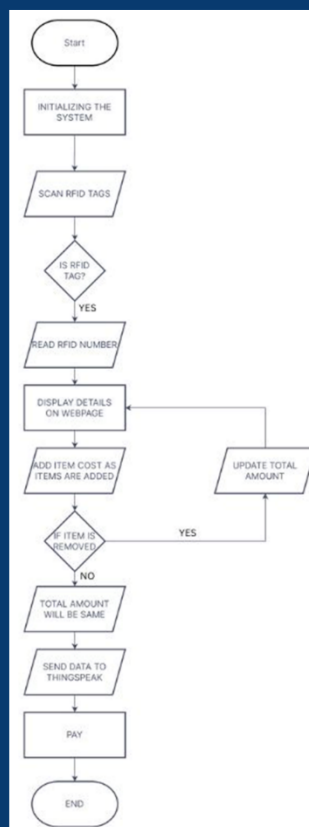 Start
INITIALIZING THE
SYSTEM
SCAN RFID TAGS
IS RFID
TAG?
YES
READ RFID NUMBER
DISPLAY DETAILS
ON WEBPAGE
ADD ITEM COST AS
ITEMS ARE ADDED
UPDATE TOTAL
AMOUNT
IF ITEM IS
REMOVED
YES
NO
TOTAL AMOUNT
WILL BE SAME
SEND DATA TO
THINGSPEAK
PAY
END